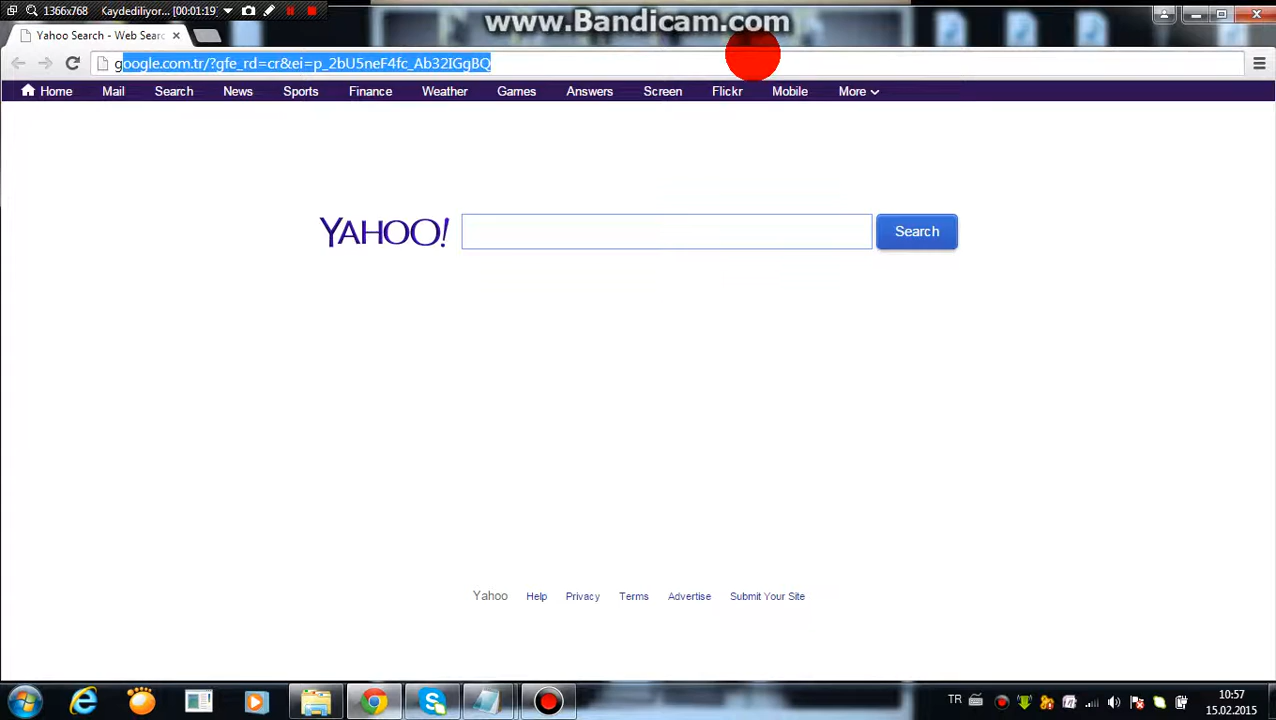 1366x768 Kaydediliyor... [00:01:19]
www.Bandicam.com
Yahoo Search - Web Searc
google.com.tr/?gfe_rd=cr&ei=p_2bU5neF4fc_Ab32IGgBQ
Home Mail Search News Sports Finance Weather Games Answers Screen Flickr Mobile More
YAHOO! Search
Yahoo Help Privacy Terms Advertise Submit Your Site
TR 10:57
15.02.2015